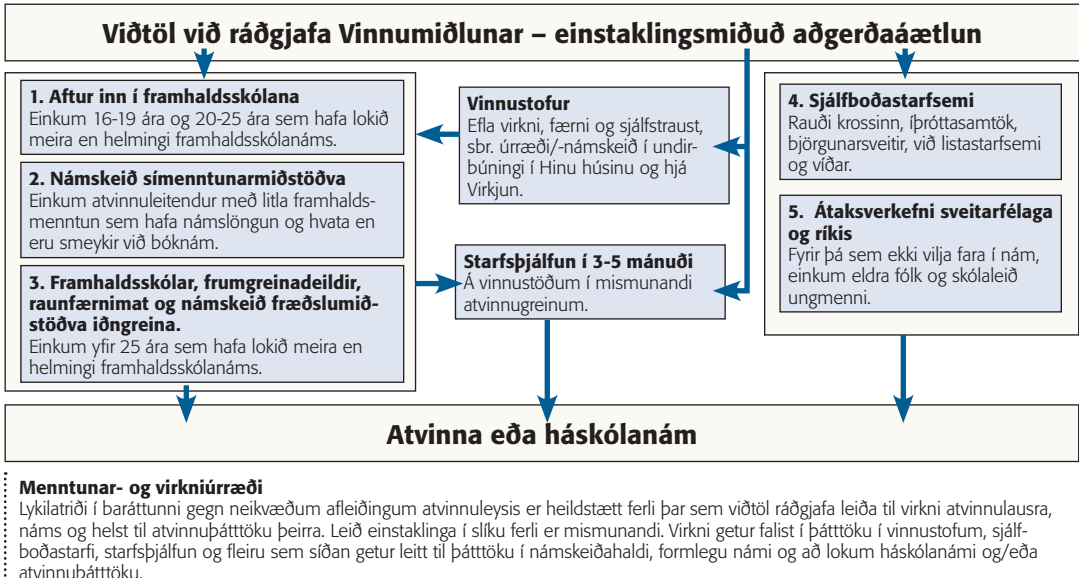 Viðtöl við ráðgjafa Vinnumiðlunar – einstaklingsmiðuð aðgerðaáætlun
1. Aftur inn í framhaldsskólana
Einkum 16-19 ára og 20-25 ára sem hafa lokið
meira en helmingi framhaldsskólanáms.
2. Námskeið símenntunarmiðstöðva
Einkum atvinnuleitendur með litla framhalds-
menntun sem hafa námslöngun og hvata en
eru smeykir við bóknám.
3. Framhaldsskólar, frumgreinadeildir,
raunfærnimat og námskeið fræðslumið-
stöðva iðngreina.
Einkum yfir 25 ára sem hafa lokið meira en
helmingi framhaldsskólanáms.
Vinnustofur
Efla virkni, færni og sjálfstraust,
sbr. úrræði/-námskeið í undir-
búningi í Hinu húsinu og hjá
Virkjun.
Starfsþjálfun í 3-5 mánuði
Á vinnustöðum í mismunandi
atvinnugreinum.
4. Sjálfboðastarfsemi
Rauði krossinn, íþróttasamtök,
björgunarsveitir, við listastarfsemi
og víðar.
5. Átaksverkefni sveitarfélaga
og ríkis
Fyrir þá sem ekki vilja fara í nám,
einkum eldra fólk og skólaleið
ungmenni.
Atvinna eða háskólanám
Menntunar- og virkniúrræði
Lykilatriði í baráttunni gegn neikvæðum afleiðingum atvinnuleysis er heildstætt ferli þar sem viðtöl ráðgjafa leiða til virkni atvinnulausra,
náms og helst til atvinnuþátttöku þeirra. Leið einstaklinga í slíku ferli er mismunandi. Virkni getur falist í þátttöku í vinnustofum, sjálf-
boðastarfi, starfsþjálfun og fleiru sem síðan getur leitt til þátttöku í námskeiðahaldi, formlegu námi og að lokum háskólanámi og/eða
atvinnuþátttöku.